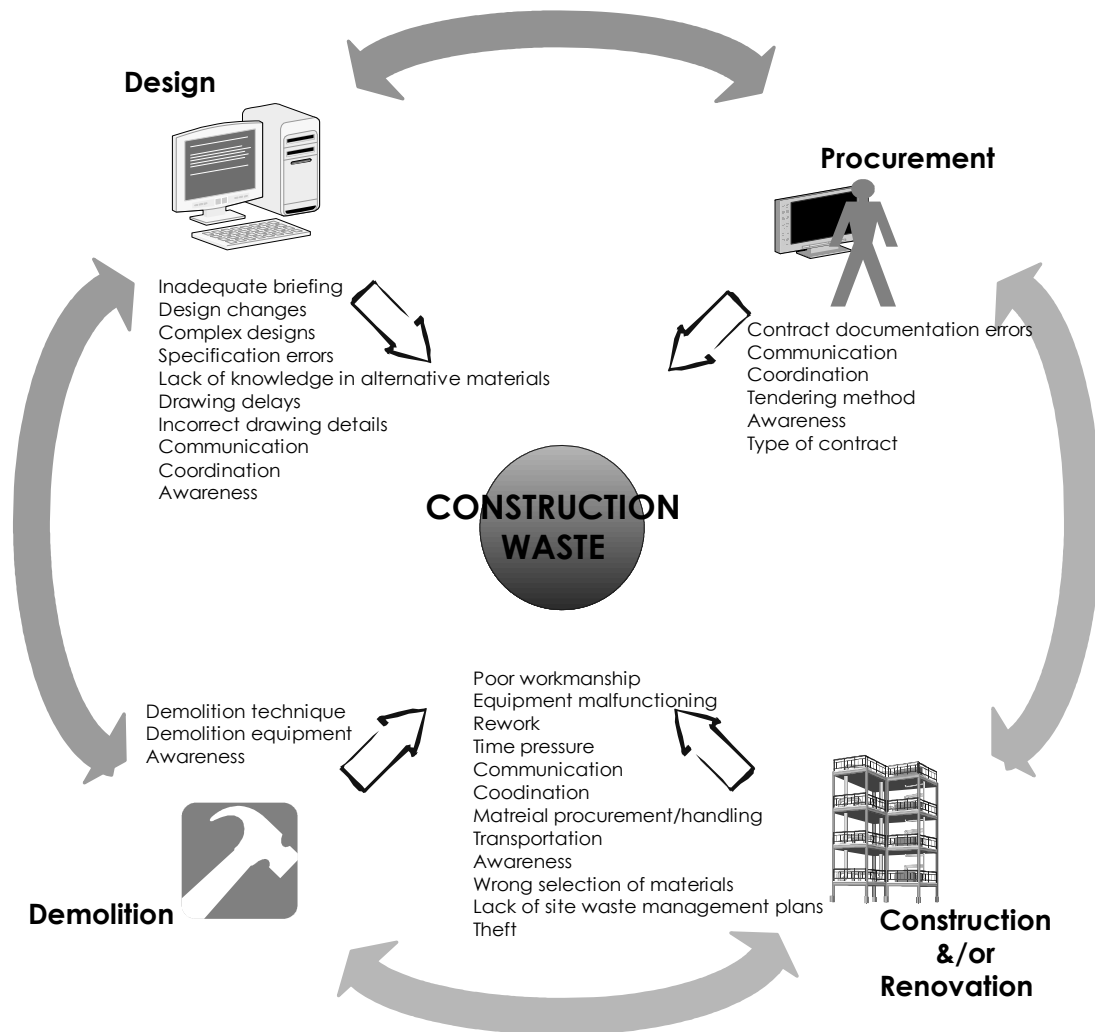 Design
Procurement
Inadequate briefing
Design changes
Complex designs
Specification errors
Lack of knowledge in alternative materials
Drawing delays
Incorrect drawing details
Communication
Coordination
Awareness
Contract documentation errors
Communication
Coordination
Tendering method
Awareness
Type of contract
CONSTRUCTION
WASTE
Demolition technique
Demolition equipment
Awareness
Demolition
Poor workmanship
Equipment malfunctioning
Rework
Time pressure
Communication
Coodination
Matreial procurement/handling
Transportation
Awareness
Wrong selection of materials
Lack of site waste management plans
Theft
Construction
&/or
Renovation